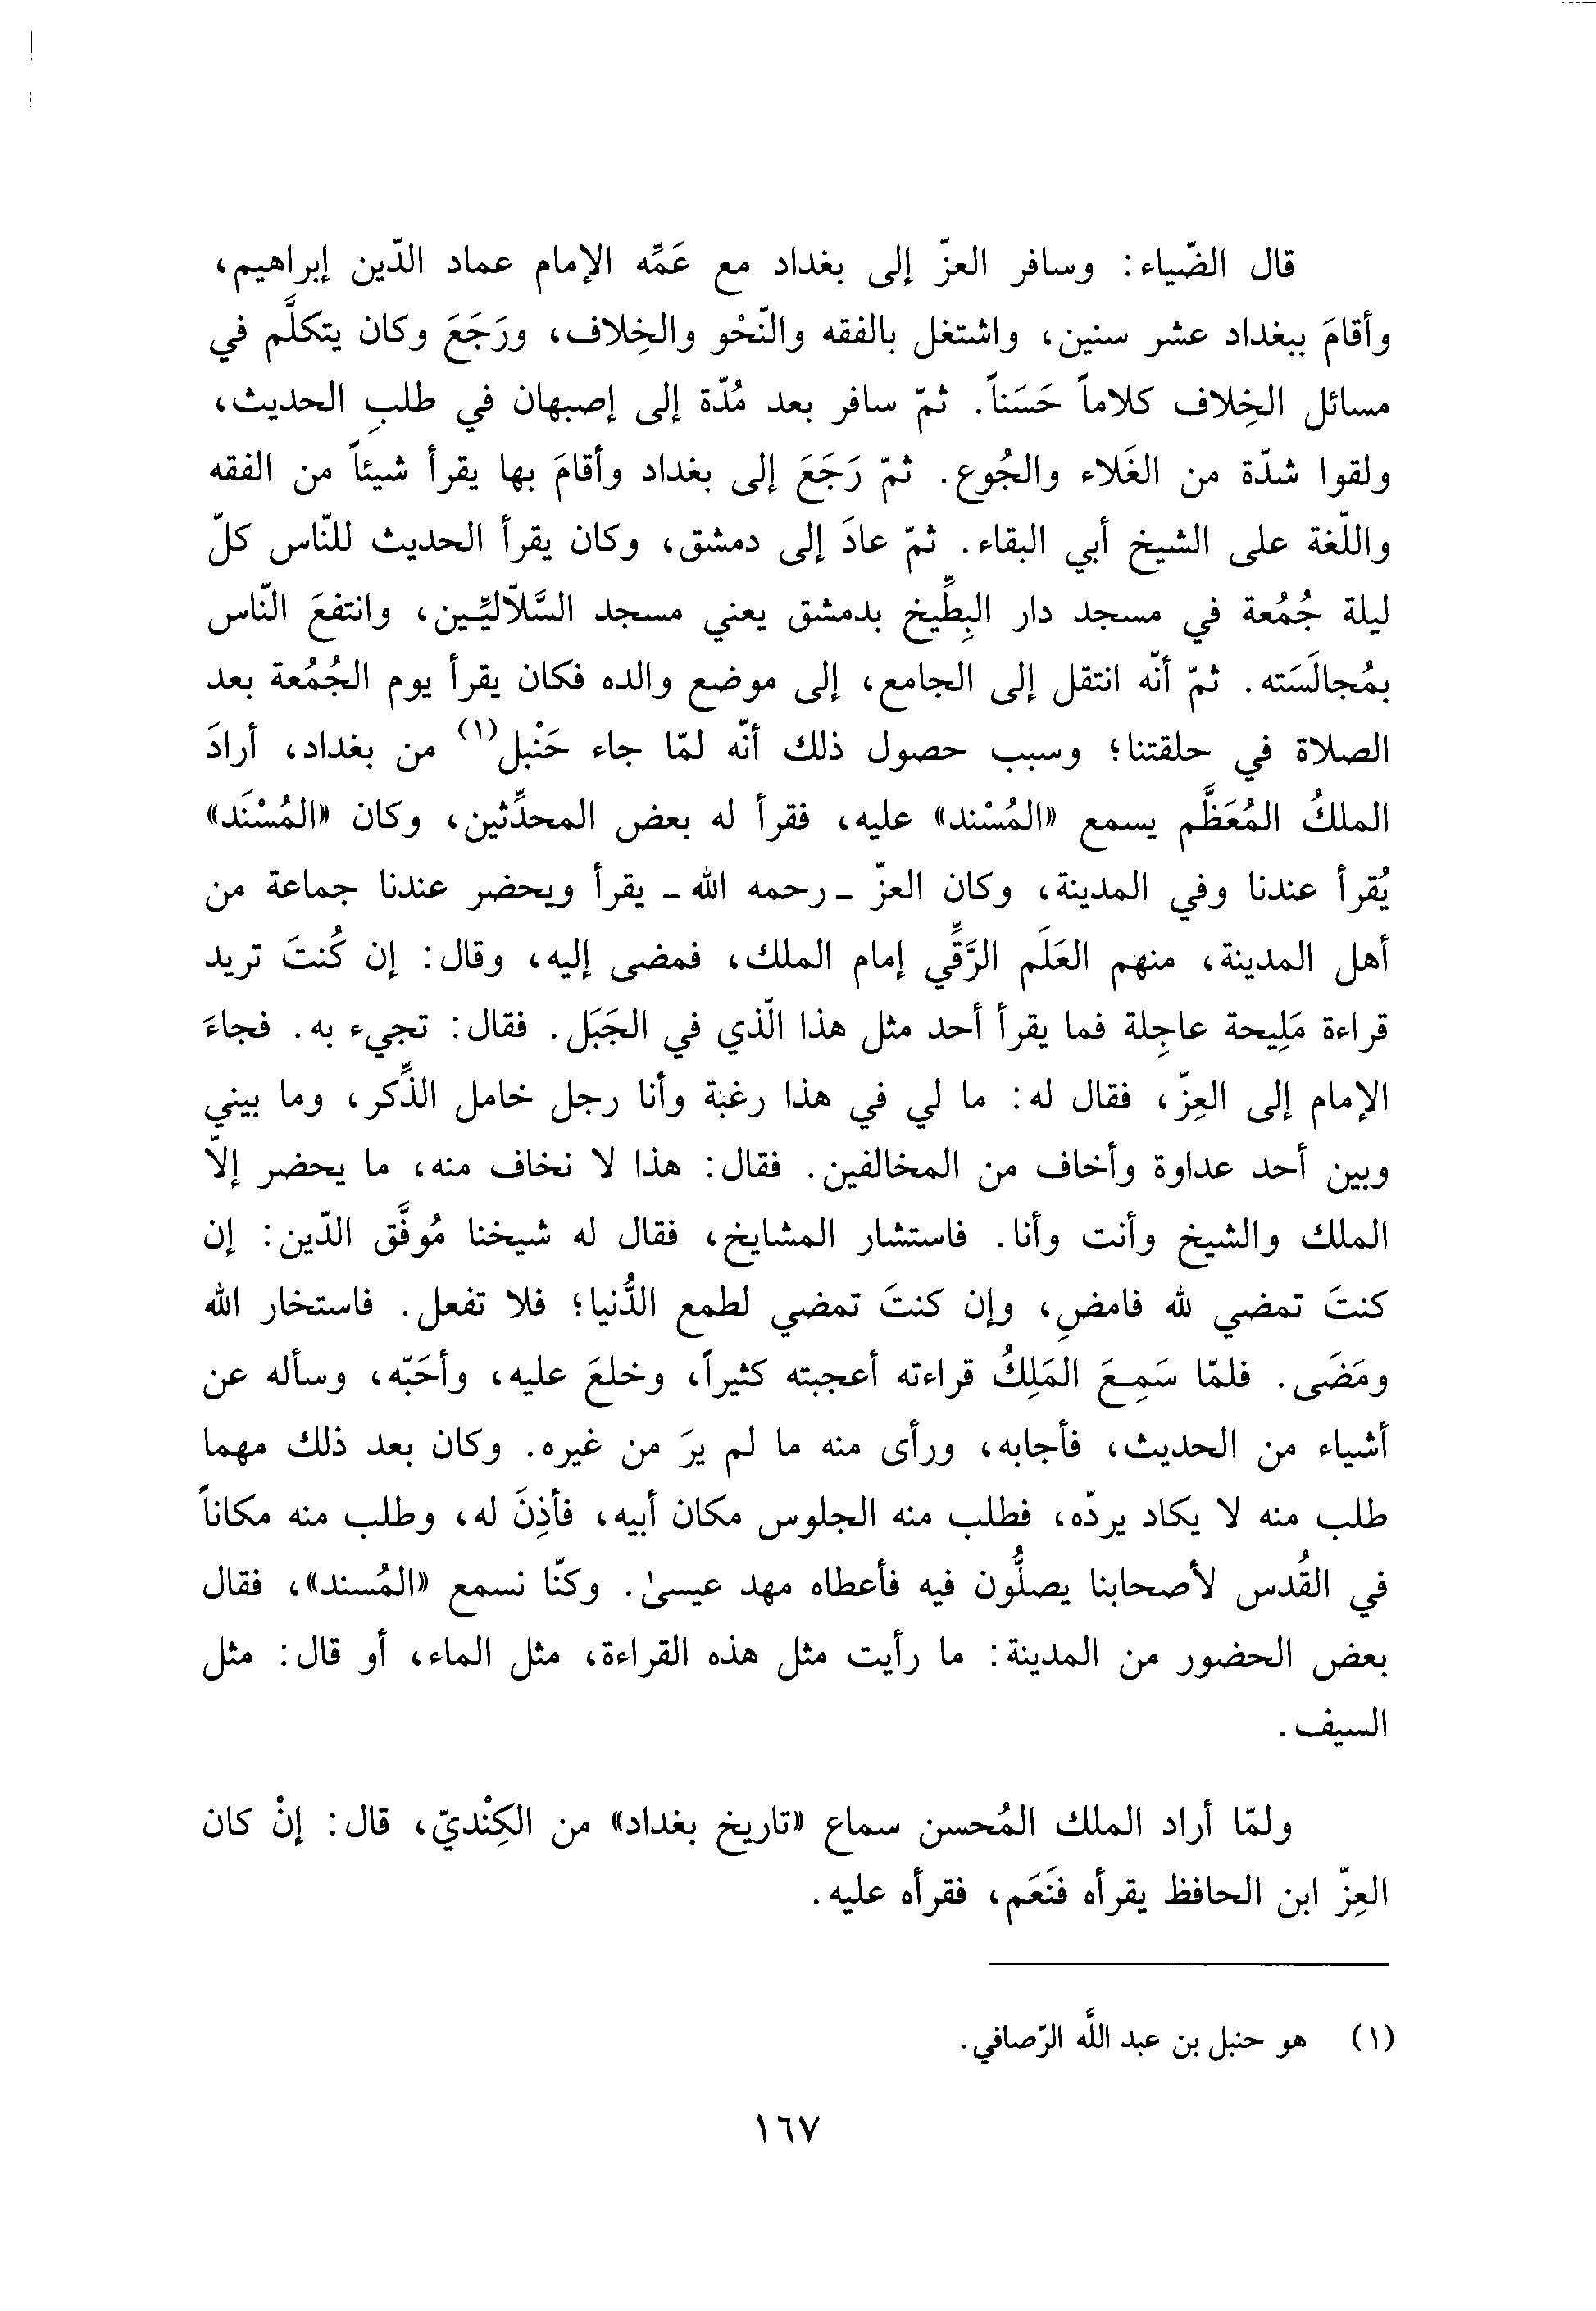 قال الضّياء: وسافر العزّ إلى بغداد مع عَمِّه الإمام عماد الدّين إبراهيم،
وأقامَ ببغداد عشر سنين، واشتغل بالفقه والنّحْو والخِلاف، ورَجَعَ وكان يتكلَّم في
مسائل الخِلاف كلاماً حَسَناً. ثمّ سافر بعد مُدّة إلى إصبهان في طلبِ الحديث،
ولقوا شدّة من الغَلاء والجُوع. ثمّ رَجَعَ إلى بغداد وأقامَ بها يقرأ شيئاً من الفقه
واللّغة على الشيخ أبي البقاء. ثمّ عادَ إلى دمشق، وكان يقرأ الحديث للنّاس كلّ
ليلة جُمُعة في مسجد دار البِطِّيخ بدمشق يعني مسجد السَّلاّليِّين، وانتفعَ النّاس
بمُجالَسَته. ثمّ أنّه انتقل إلى الجامع، إلى موضع والده فكان يقرأ يوم الجُمُعة بعد
الصلاة في حلقتنا؛ وسبب حصول ذلك أنّه لمّا جاء حَنْبل(١) من بغداد، أرادَ
الملكُ المُعَظَّم يسمع «المُسْند» عليه، فقرأ له بعض المحدِّثين، وكان «المُسْنَد»
يُقرأ عندنا وفي المدينة، وكان العزّ ـ رحمه الله ـ يقرأ ويحضر عندنا جماعة من
أهل المدينة، منهم العَلَم الرَّقِّي إمام الملك، فمضى إليه، وقال: إن كُنتَ تريد
قراءة مَلِيحة عاجِلة فما يقرأ أحد مثل هذا الّذي في الجَبَل. فقال: تجيء به. فجاءَ
الإمام إلى العِزّ، فقال له: ما لي في هذا رغبة وأنا رجل خامل الذِّكر، وما بيني
وبين أحد عداوة وأخاف من المخالفين. فقال: هذا لا نخاف منه، ما يحضر إلاّ
الملك والشيخ وأنت وأنا. فاستشار المشايخ، فقال له شيخنا مُوفَّق الدّين: إن
كنتَ تمضي لله فامضِ، وإن كنتَ تمضي لطمع الدُّنيا؛ فلا تفعل. فاستخار الله
ومَضَى. فلمّا سَمِعَ المَلِكُ قراءته أعجبته كثيراً، وخلعَ عليه، وأحَبّه، وسأله عن
أشياء من الحديث، فأجابه، ورأى منه ما لم يرَ من غيره. وكان بعد ذلك مهما
طلب منه لا يكاد يردّه، فطلب منه الجلوس مكان أبيه، فأذِنَ له، وطلب منه مكاناً
في القُدس لأصحابنا يصلُّون فيه فأعطاه مهد عيسىٰ. وكنّا نسمع «المُسند»، فقال
بعض الحضور من المدينة: ما رأيت مثل هذه القراءة، مثل الماء، أو قال: مثل
السيف.
ولمّا أراد الملك المُحسن سماع «تاريخ بغداد» من الكِنْديّ، قال: إنْ كان
العِزّ ابن الحافظ يقرأه فنَعَم، فقرأه عليه.
(١) هو حنبل بن عبد اللَّه الرّصافي.
١٦٧